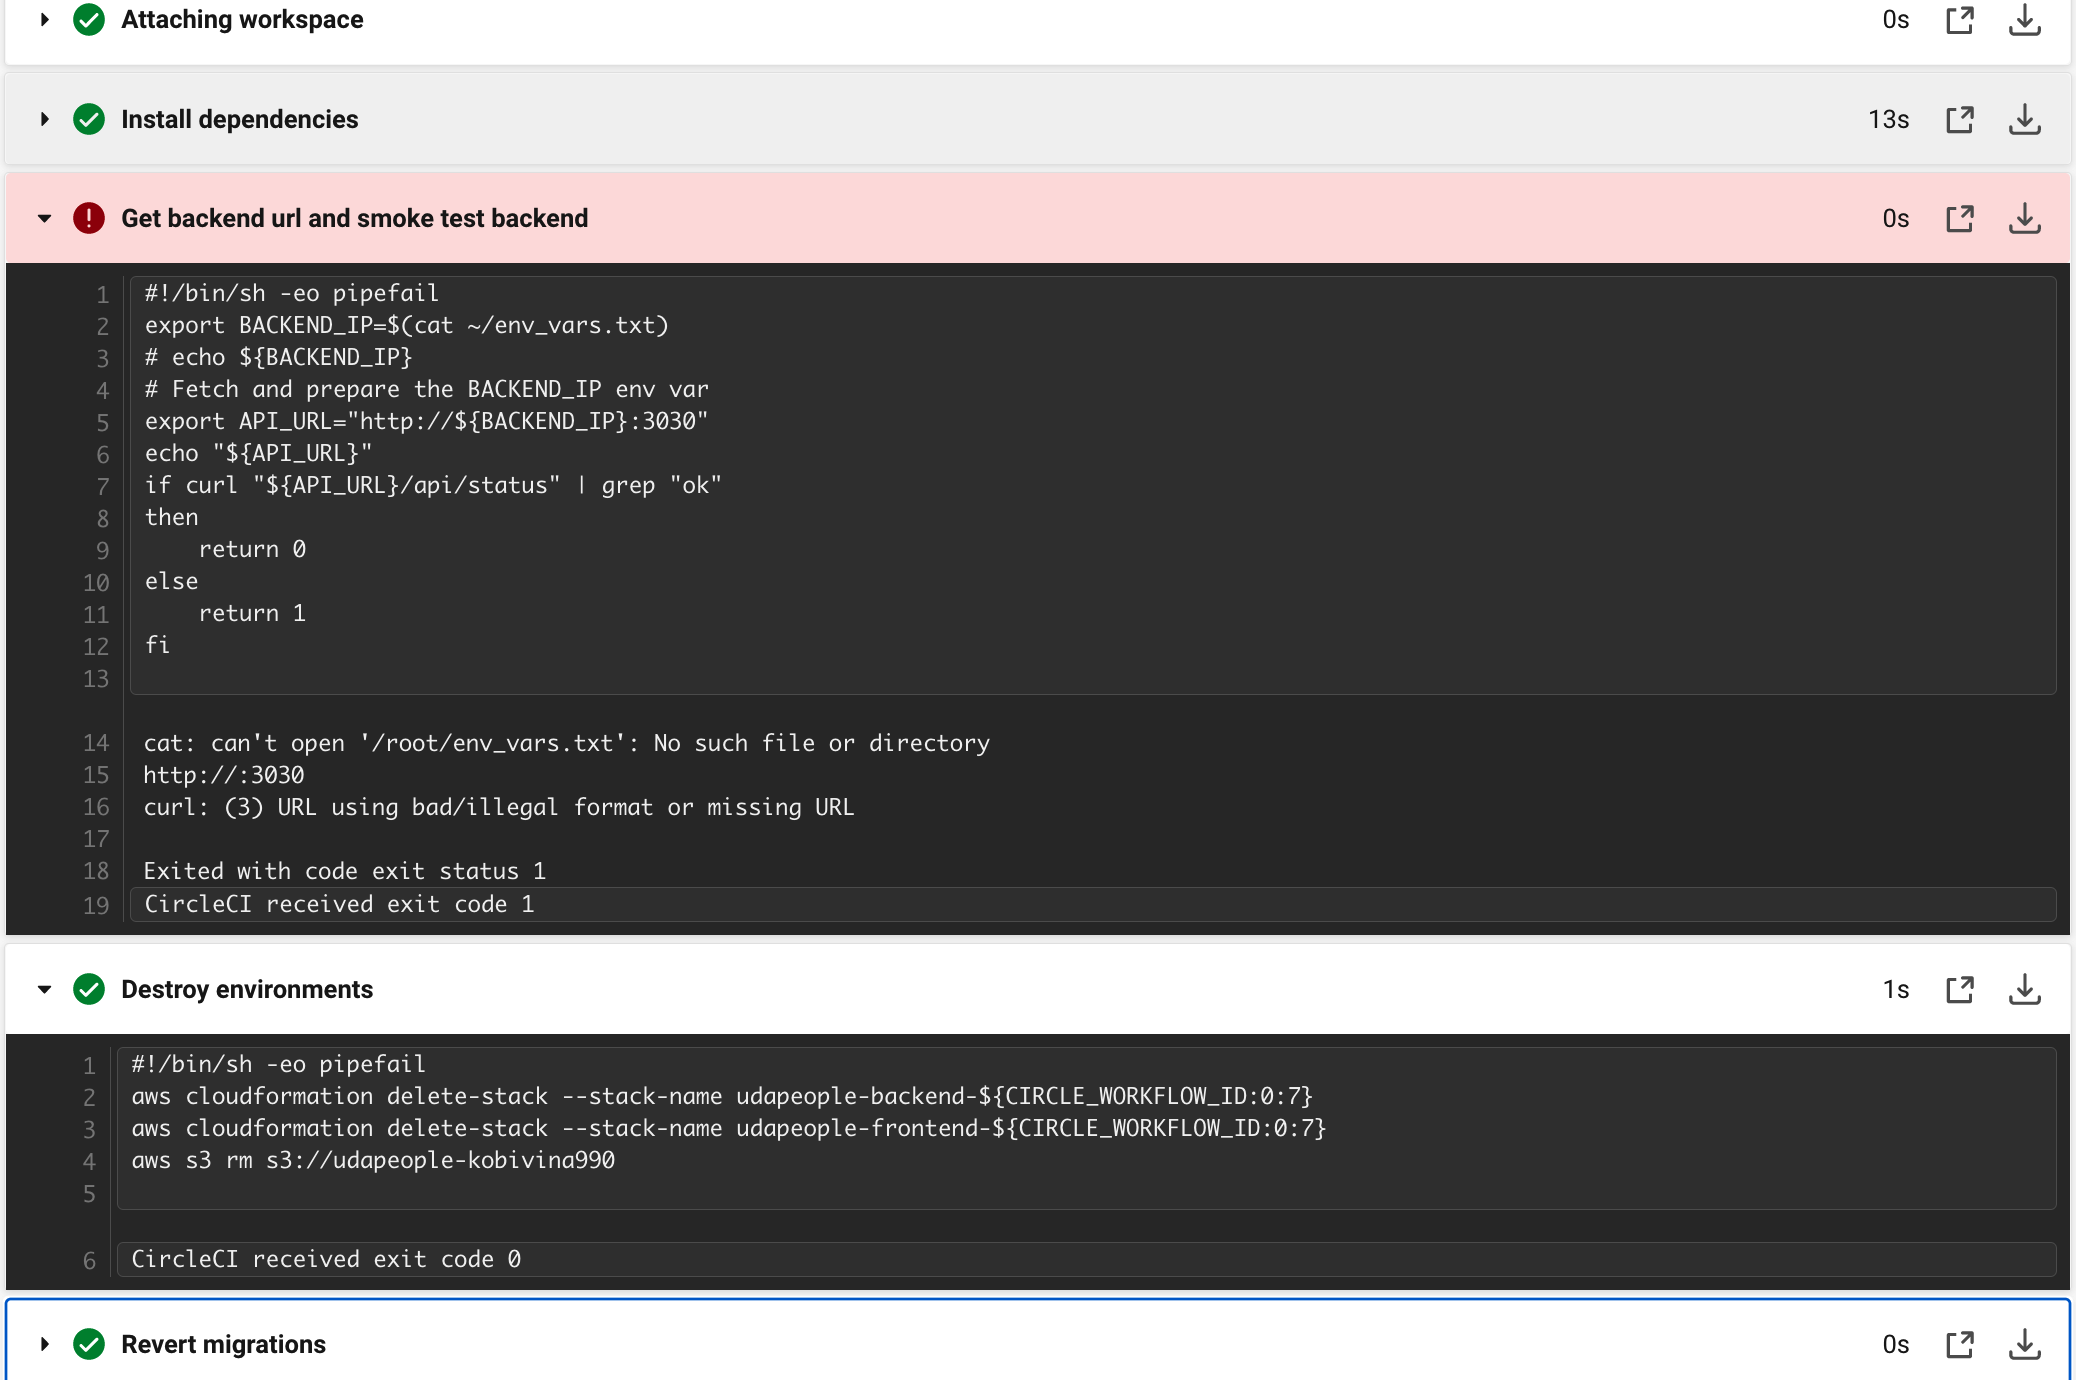 Attaching workspace 0s
Install dependencies 13s
Get backend url and smoke test backend 0s
1 #!/bin/sh -eo pipefail
2 export BACKEND_IP=$(cat ~/env_vars.txt)
3 # echo ${BACKEND_IP}
4 # Fetch and prepare the BACKEND_IP env var
5 export API_URL="http://${BACKEND_IP}:3030"
6 echo "${API_URL}"
7 if curl "${API_URL}/api/status" | grep "ok"
8 then
9     return 0
10 else
11     return 1
12 fi
13
14 cat: can't open '/root/env_vars.txt': No such file or directory
15 http://:3030
16 curl: (3) URL using bad/illegal format or missing URL
17
18 Exited with code exit status 1
19 CircleCI received exit code 1
Destroy environments 1s
1 #!/bin/sh -eo pipefail
2 aws cloudformation delete-stack --stack-name udapeople-backend-${CIRCLE_WORKFLOW_ID:0:7}
3 aws cloudformation delete-stack --stack-name udapeople-frontend-${CIRCLE_WORKFLOW_ID:0:7}
4 aws s3 rm s3://udapeople-kobivina990
5
6 CircleCI received exit code 0
Revert migrations 0s